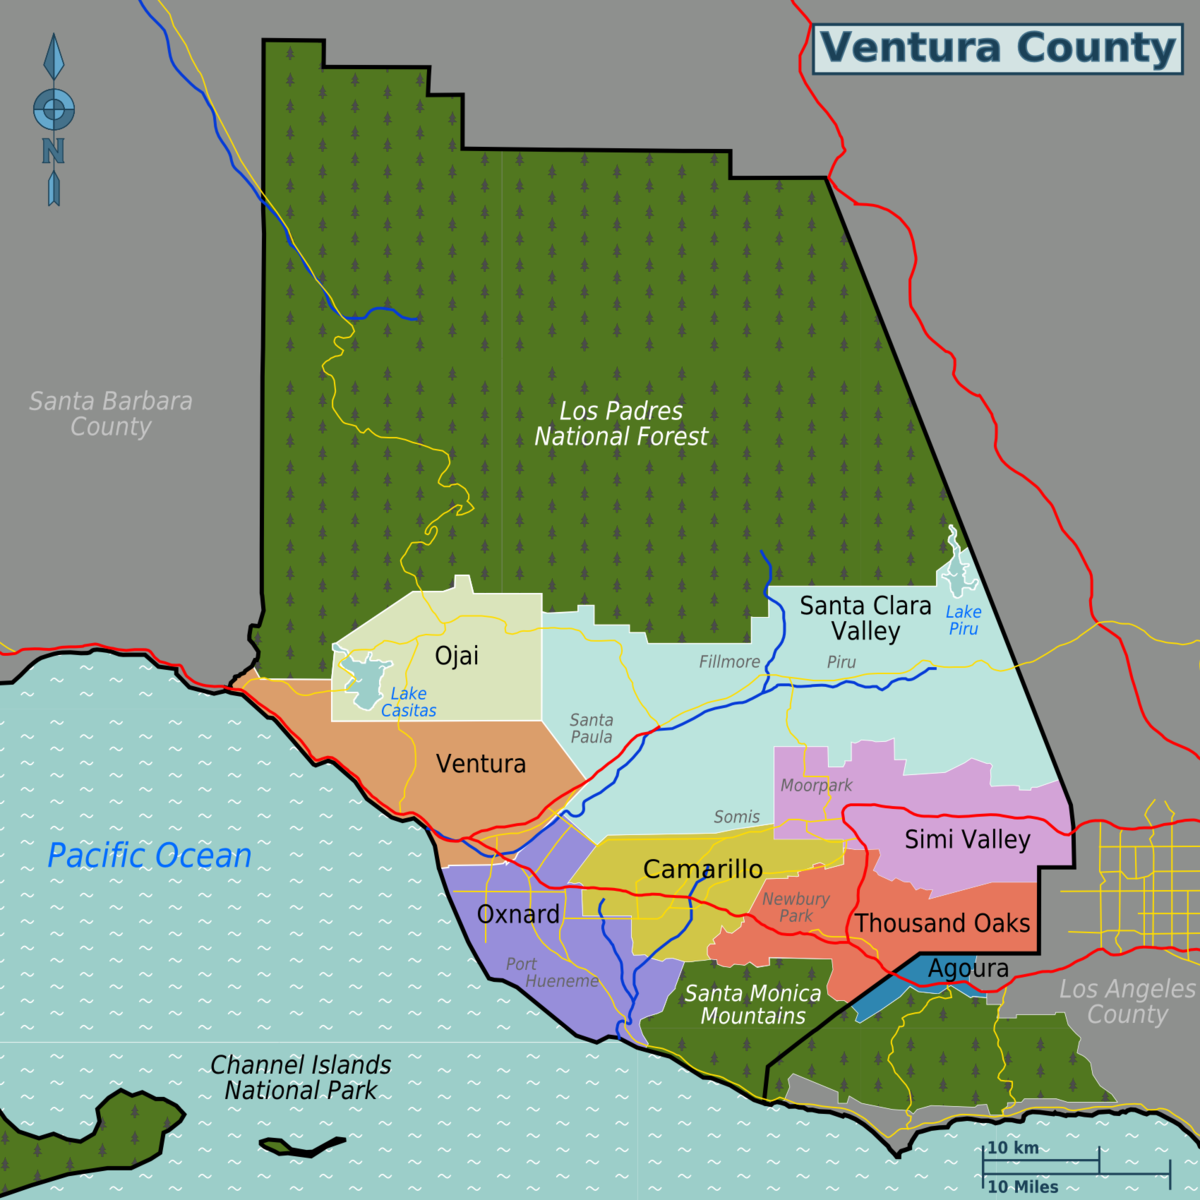 Ventura County
N
Santa Barbara
County
Los Padres
National Forest
Santa Clara
Valley
Lake
Piru
Ojai
Fillmore
Piru
Lake
Casitas
Santa
Paula
Ventura
Moorpark
Somis
Simi Valley
Pacific Ocean
Camarillo
Newbury
Park
Oxnard
Thousand Oaks
Port
Hueneme
Agoura
Santa Monica
Mountains
Los Angeles
County
Channel Islands
National Park
10 km
10 Miles